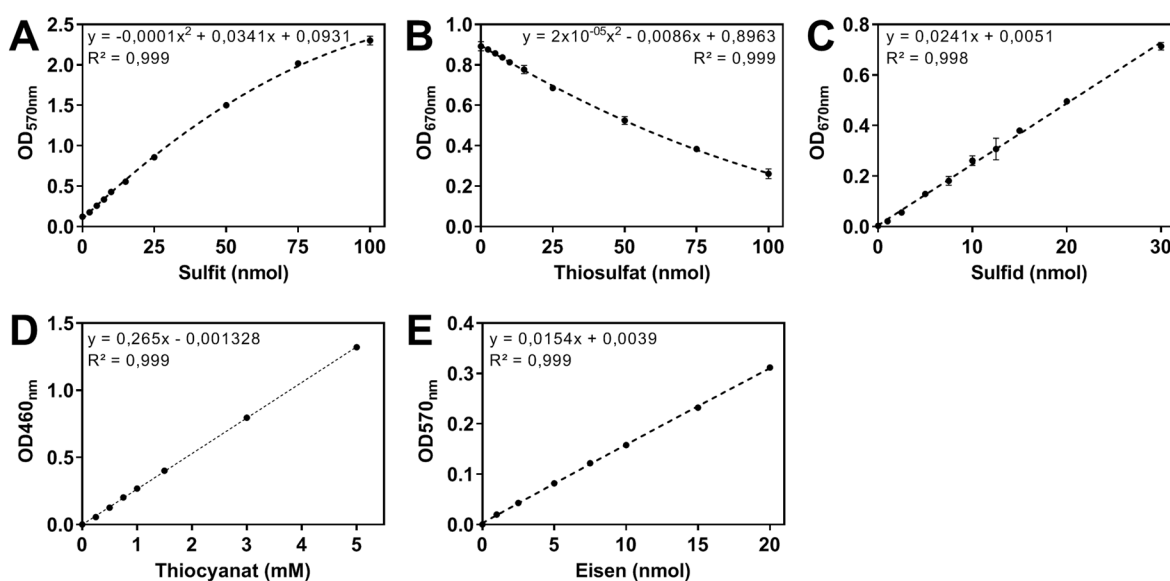 A
y = -0,0001x² + 0,0341x + 0,0931
R² = 0,999
2.5
2.0
1.5
1.0
0.5
0.0
OD570nm
0 25 50 75 100
Sulfit (nmol)
B
y = 2x10⁻⁰⁵x² - 0,0086x + 0,8963
R² = 0,999
1.0
0.8
0.6
0.4
0.2
0.0
OD670nm
0 25 50 75 100
Thiosulfat (nmol)
C
y = 0,0241x + 0,0051
R² = 0,998
0.8
0.6
0.4
0.2
0.0
OD670nm
0 10 20 30
Sulfid (nmol)
D
y = 0,265x - 0,001328
R² = 0,999
1.5
1.0
0.5
0.0
OD460nm
0 1 2 3 4 5
Thiocyanat (mM)
E
y = 0,0154x + 0,0039
R² = 0,999
0.4
0.3
0.2
0.1
0.0
OD570nm
0 5 10 15 20
Eisen (nmol)